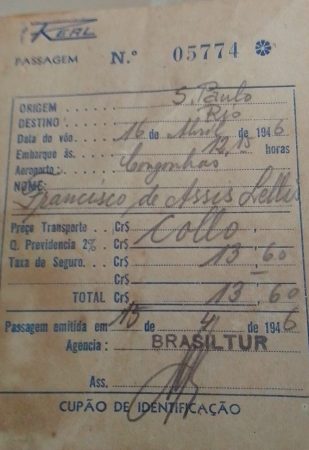 REAL
PASSAGEM N.º 05774
ORIGEM S. Paulo
DESTINO Rio
Data do vôo 16 de Abril de 1946
Embarque ás 12,15 horas
Aeroporto: Congonhas
NOME: Francisco de Assis
Preço Transporte Cr$ Collo
Q. Previdencia 2% Cr$ 13,60
Taxa de Seguro Cr$
Cr$
TOTAL Cr$ 13,60
Passagem emitida em 15 de 4 de 1946
Agencia: BRASILTUR
Ass.
CUPÃO DE IDENTIFICAÇÃO